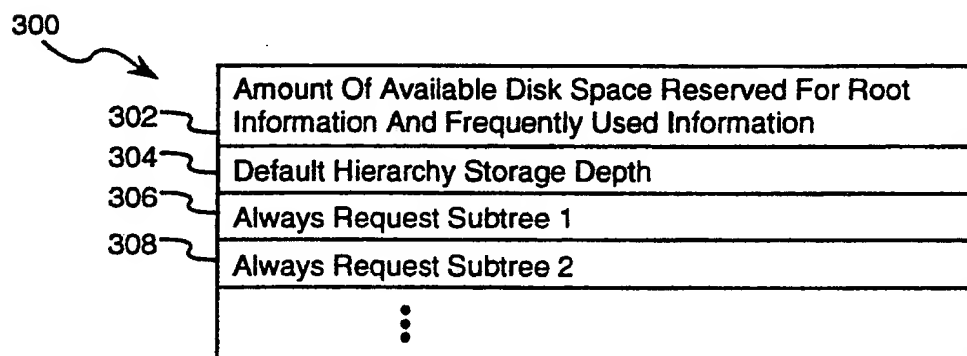 300
302
Amount Of Available Disk Space Reserved For Root
Information And Frequently Used Information
304
Default Hierarchy Storage Depth
306
Always Request Subtree 1
308
Always Request Subtree 2